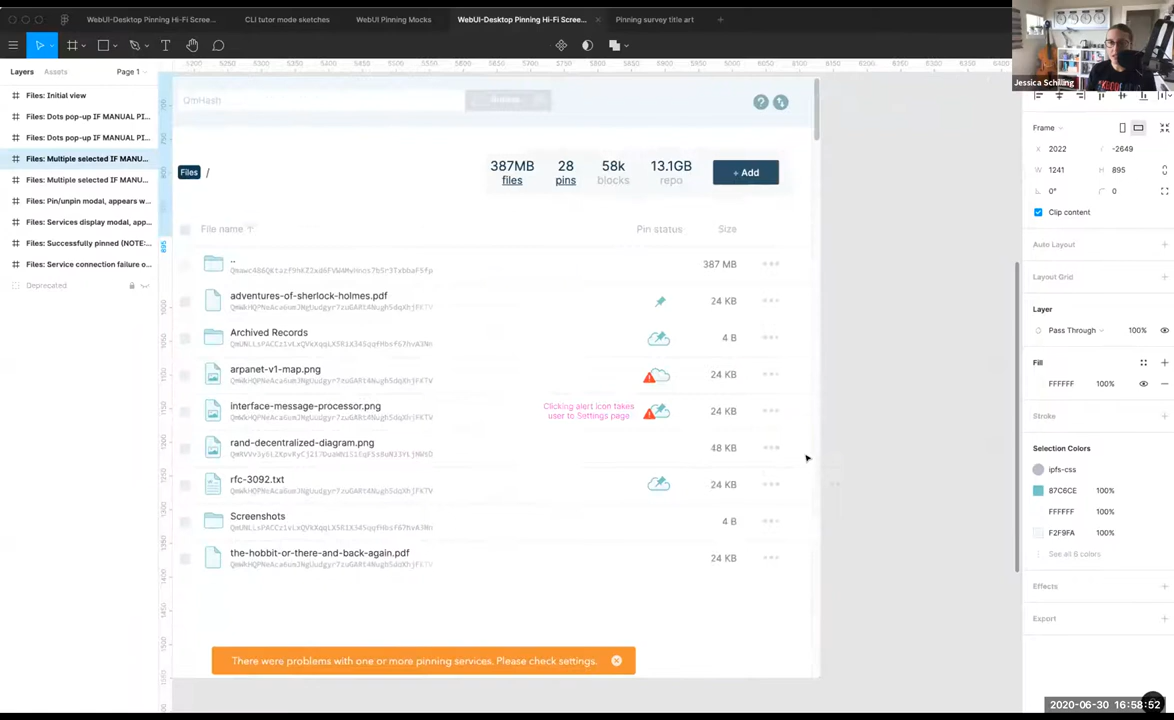 WebUI-Desktop Pinning Hi-Fi Scree...
CLI tutor mode sketches
WebUI Pinning Mocks
WebUI-Desktop Pinning Hi-Fi Scree...
Pinning survey title art
Jessica Schilling
Layers
Assets
Page 1
Files: Initial view
Files: Dots pop-up IF MANUAL PI...
Files: Dots pop-up IF MANUAL PI...
Files: Multiple selected IF MANU...
Files: Multiple selected IF MANU...
Files: Pin/unpin modal, appears w...
Files: Services display modal, app...
Files: Successfully pinned (NOTE:...
Files: Service connection failure o...
Deprecated
QmHash
Files /
387MB
files
28
pins
58k
blocks
13.1GB
repo
+ Add
File name ↑
Pin status
Size
..
387 MB
adventures-of-sherlock-holmes.pdf
24 KB
Archived Records
4 B
arpanet-v1-map.png
24 KB
interface-message-processor.png
24 KB
Clicking alert icon takes
user to Settings page
rand-decentralized-diagram.png
48 KB
rfc-3092.txt
24 KB
Screenshots
4 B
the-hobbit-or-there-and-back-again.pdf
24 KB
There were problems with one or more pinning services. Please check settings.
Frame
X 2022
Y -2649
W 1241
H 895
0°
0
Clip content
Auto Layout
Layout Grid
Layer
Pass Through
100%
Fill
FFFFFF 100%
Stroke
Selection Colors
ipfs-css
87C6CE 100%
FFFFFF 100%
F2F9FA 100%
See all 6 colors
Effects
Export
2020-06-30 16:58:52